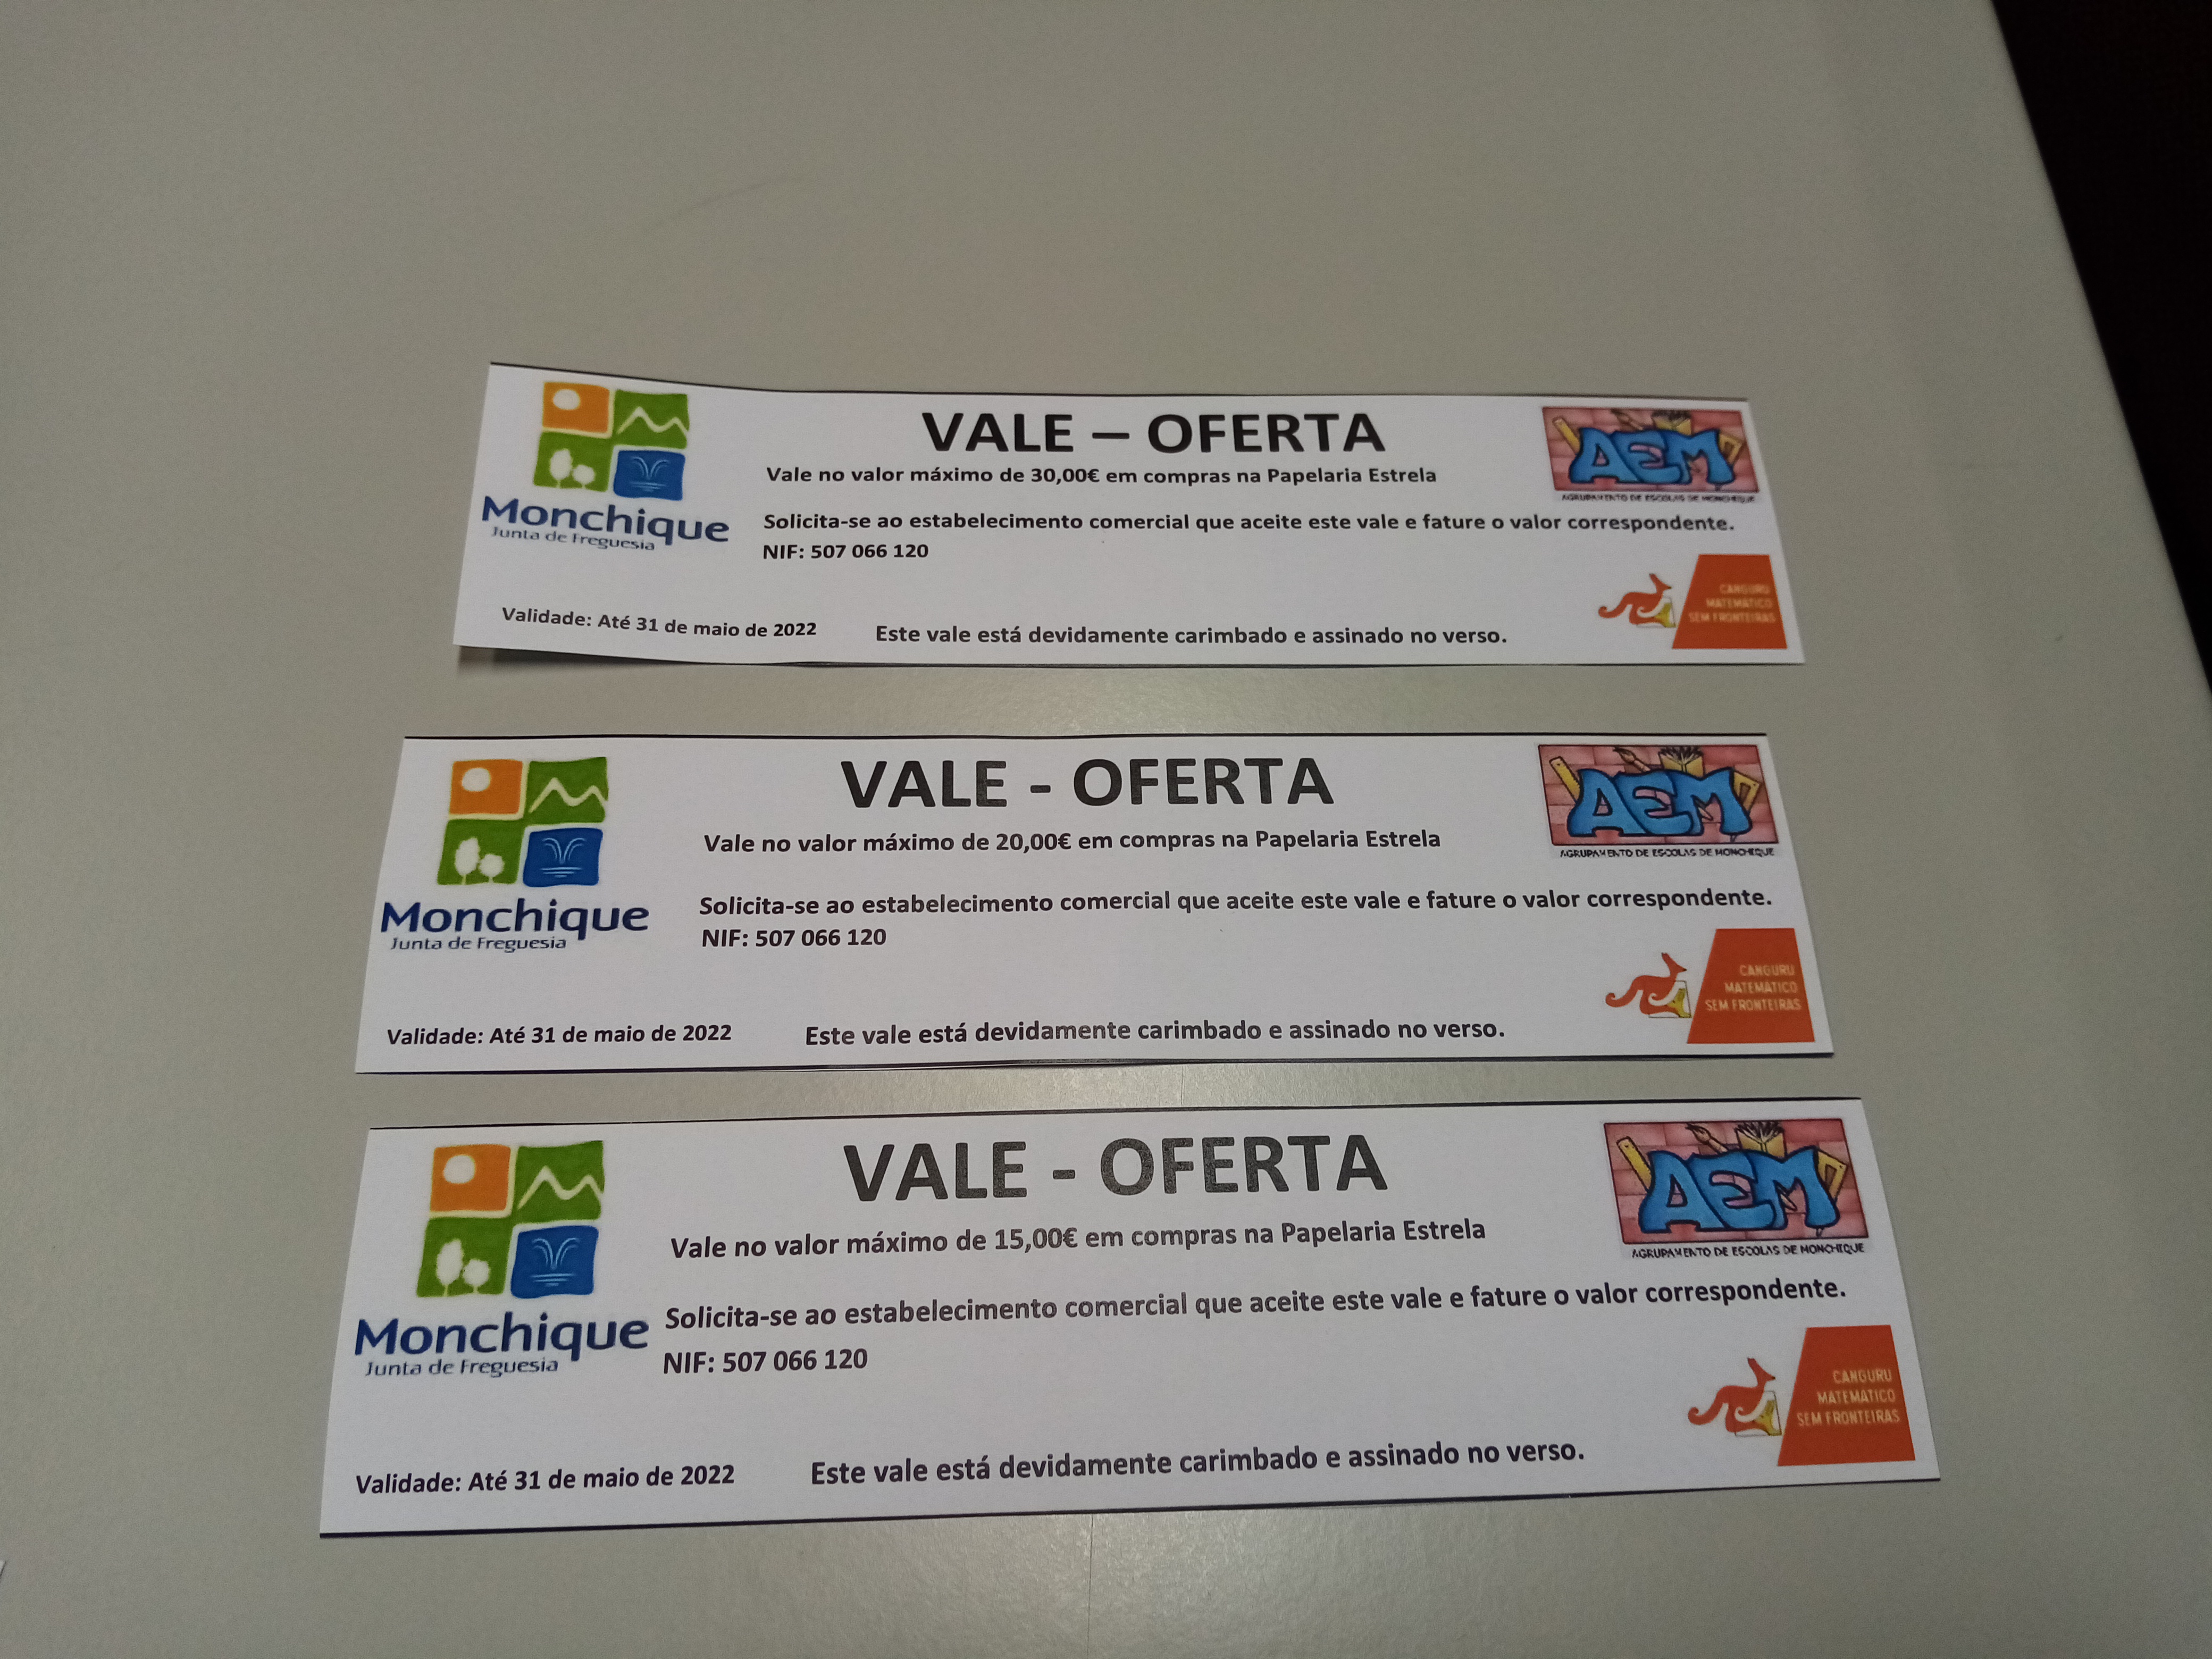 VALE – OFERTA
Vale no valor máximo de 30,00€ em compras na Papelaria Estrela
Monchique
Junta de Freguesia
AEM
AGRUPAMENTO DE ESCOLAS DE MONCHIQUE
Solicita-se ao estabelecimento comercial que aceite este vale e fature o valor correspondente.
NIF: 507 066 120
CANGURU
MATEMÁTICO
SEM FRONTEIRAS
Validade: Até 31 de maio de 2022
Este vale está devidamente carimbado e assinado no verso.
VALE - OFERTA
Vale no valor máximo de 20,00€ em compras na Papelaria Estrela
Monchique
Junta de Freguesia
AEM
AGRUPAMENTO DE ESCOLAS DE MONCHIQUE
Solicita-se ao estabelecimento comercial que aceite este vale e fature o valor correspondente.
NIF: 507 066 120
CANGURU
MATEMÁTICO
SEM FRONTEIRAS
Validade: Até 31 de maio de 2022
Este vale está devidamente carimbado e assinado no verso.
VALE - OFERTA
Vale no valor máximo de 15,00€ em compras na Papelaria Estrela
Monchique
Junta de Freguesia
AEM
AGRUPAMENTO DE ESCOLAS DE MONCHIQUE
Solicita-se ao estabelecimento comercial que aceite este vale e fature o valor correspondente.
NIF: 507 066 120
CANGURU
MATEMÁTICO
SEM FRONTEIRAS
Validade: Até 31 de maio de 2022
Este vale está devidamente carimbado e assinado no verso.